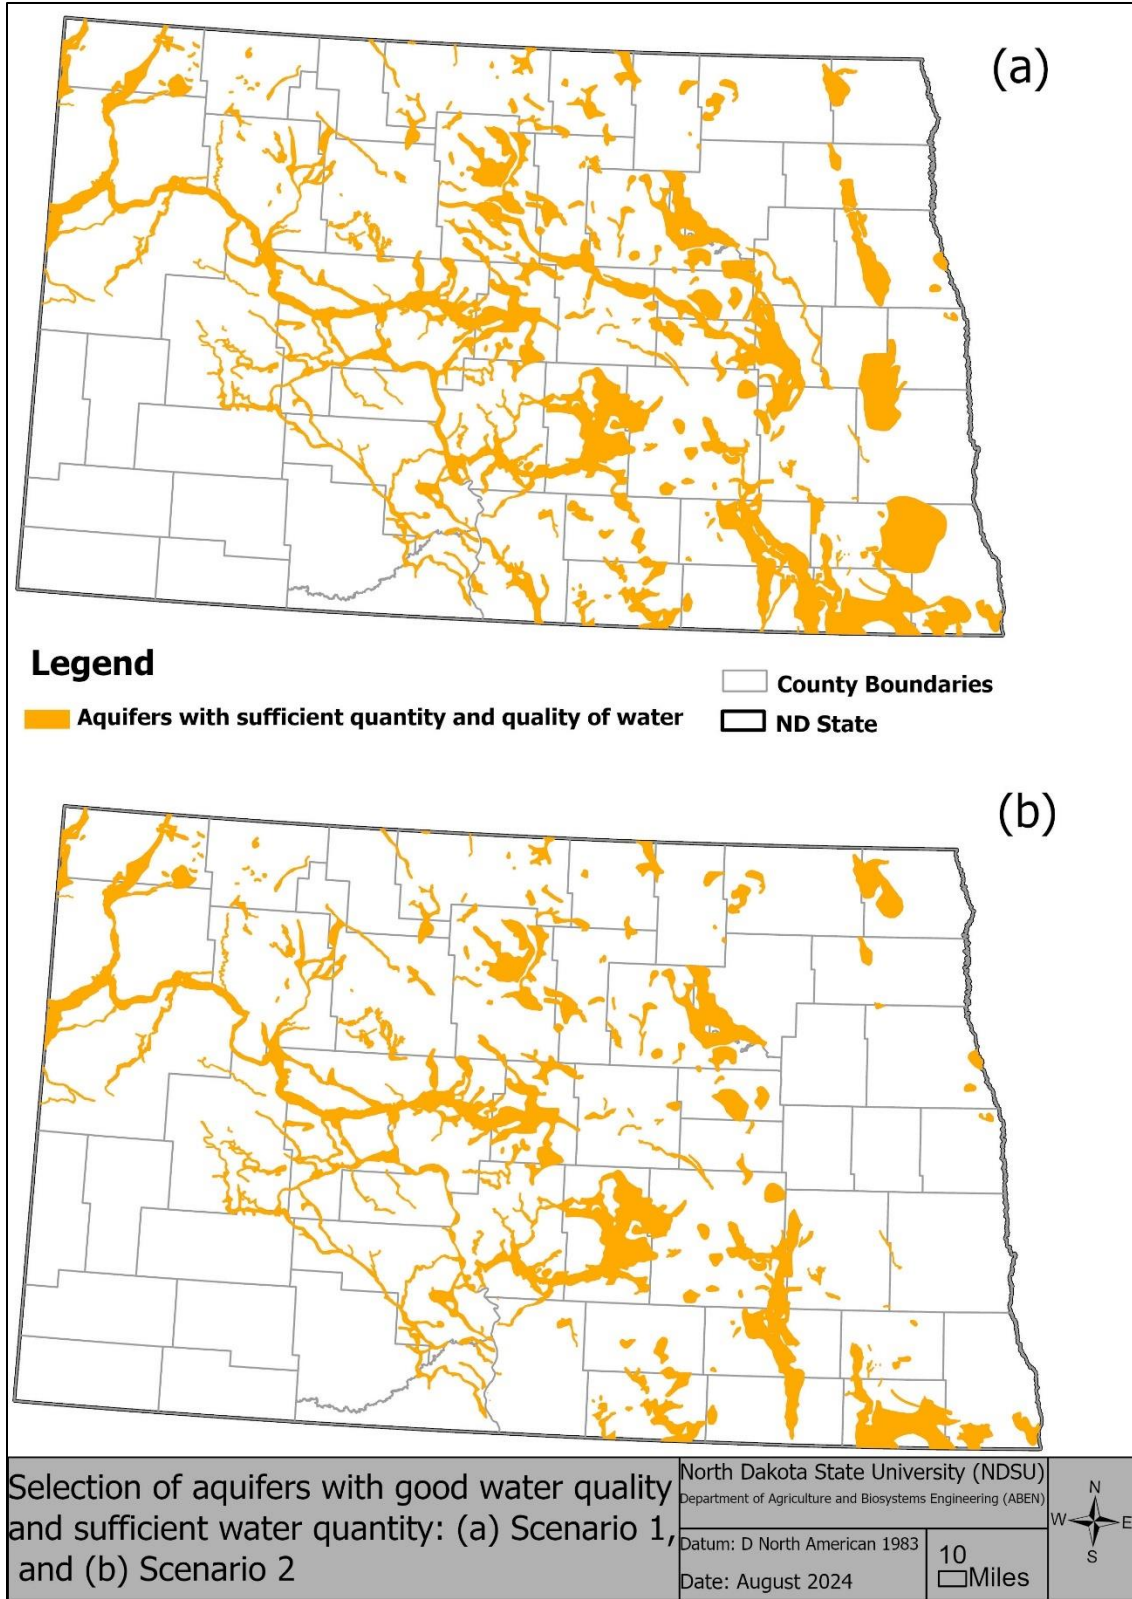 (a)
Legend
Aquifers with sufficient quantity and quality of water
County Boundaries
ND State
(b)
Selection of aquifers with good water quality
and sufficient water quantity: (a) Scenario 1,
and (b) Scenario 2
North Dakota State University (NDSU)
Department of Agriculture and Biosystems Engineering (ABEN)
Datum: D North American 1983
Date: August 2024
10
Miles
N
W
E
S